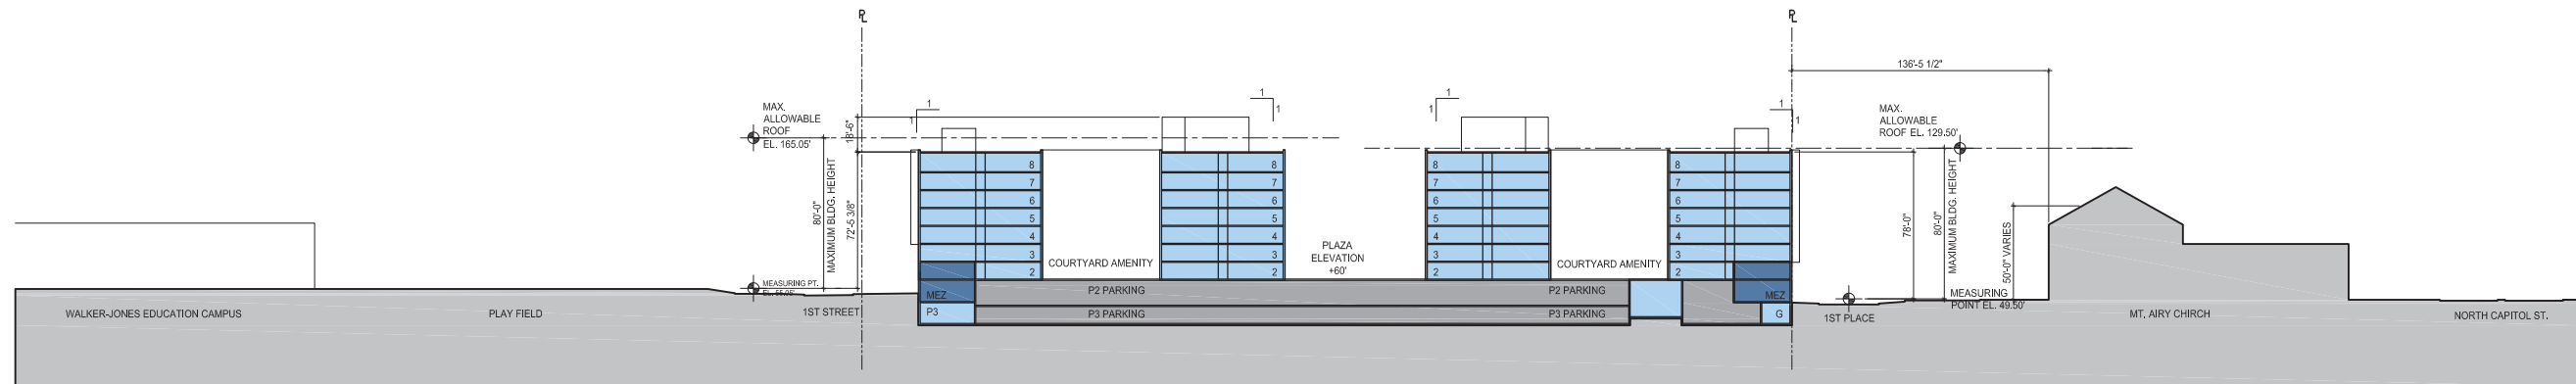 PL
PL
136'-5 1/2"
1
1
1
1
1
1
1
1
MAX.
ALLOWABLE
ROOF
EL. 165.05'
18'-6"
MAX.
ALLOWABLE
ROOF EL. 129.50'
80'-0"
MAXIMUM BLDG. HEIGHT
72'-5 3/8"
8
7
6
5
4
3
2
8
7
6
5
4
3
2
8
7
6
5
4
3
2
8
7
6
5
4
3
2
COURTYARD AMENITY
PLAZA
ELEVATION
+60'
COURTYARD AMENITY
78'-0"
80'-0"
MAXIMUM BLDG. HEIGHT
50'-0" VARIES
MEASURING PT.
MEZ
P2 PARKING
P2 PARKING
MEZ
MEASURING
POINT EL. 49.50'
WALKER-JONES EDUCATION CAMPUS
PLAY FIELD
1ST STREET
P3
P3 PARKING
P3 PARKING
G
1ST PLACE
MT. AIRY CHIRCH
NORTH CAPITOL ST.